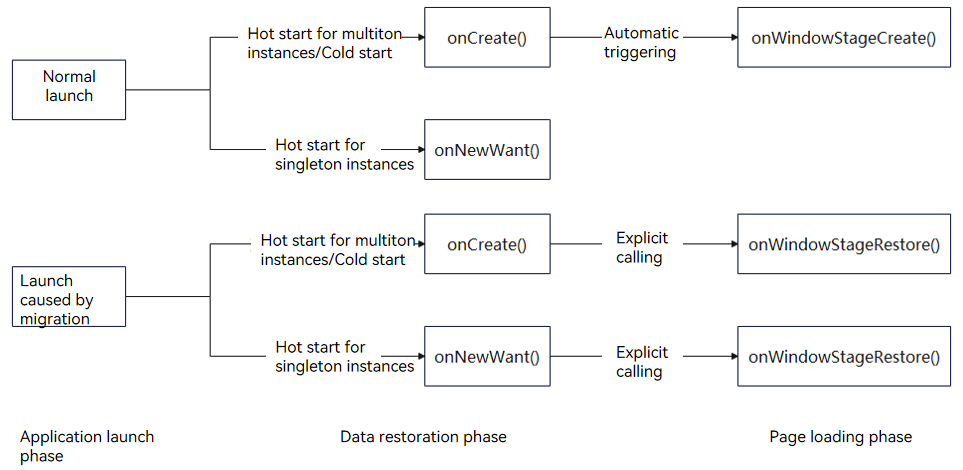 Normal
launch
Hot start for multiton
instances/Cold start
onCreate()
Automatic
triggering
onWindowStageCreate()
Hot start for
singleton instances
onNewWant()
Launch
caused by
migration
Hot start for multiton
instances/Cold start
onCreate()
Explicit
calling
onWindowStageRestore()
Hot start for
singleton instances
onNewWant()
Explicit
calling
onWindowStageRestore()
Application launch
phase
Data restoration phase
Page loading phase